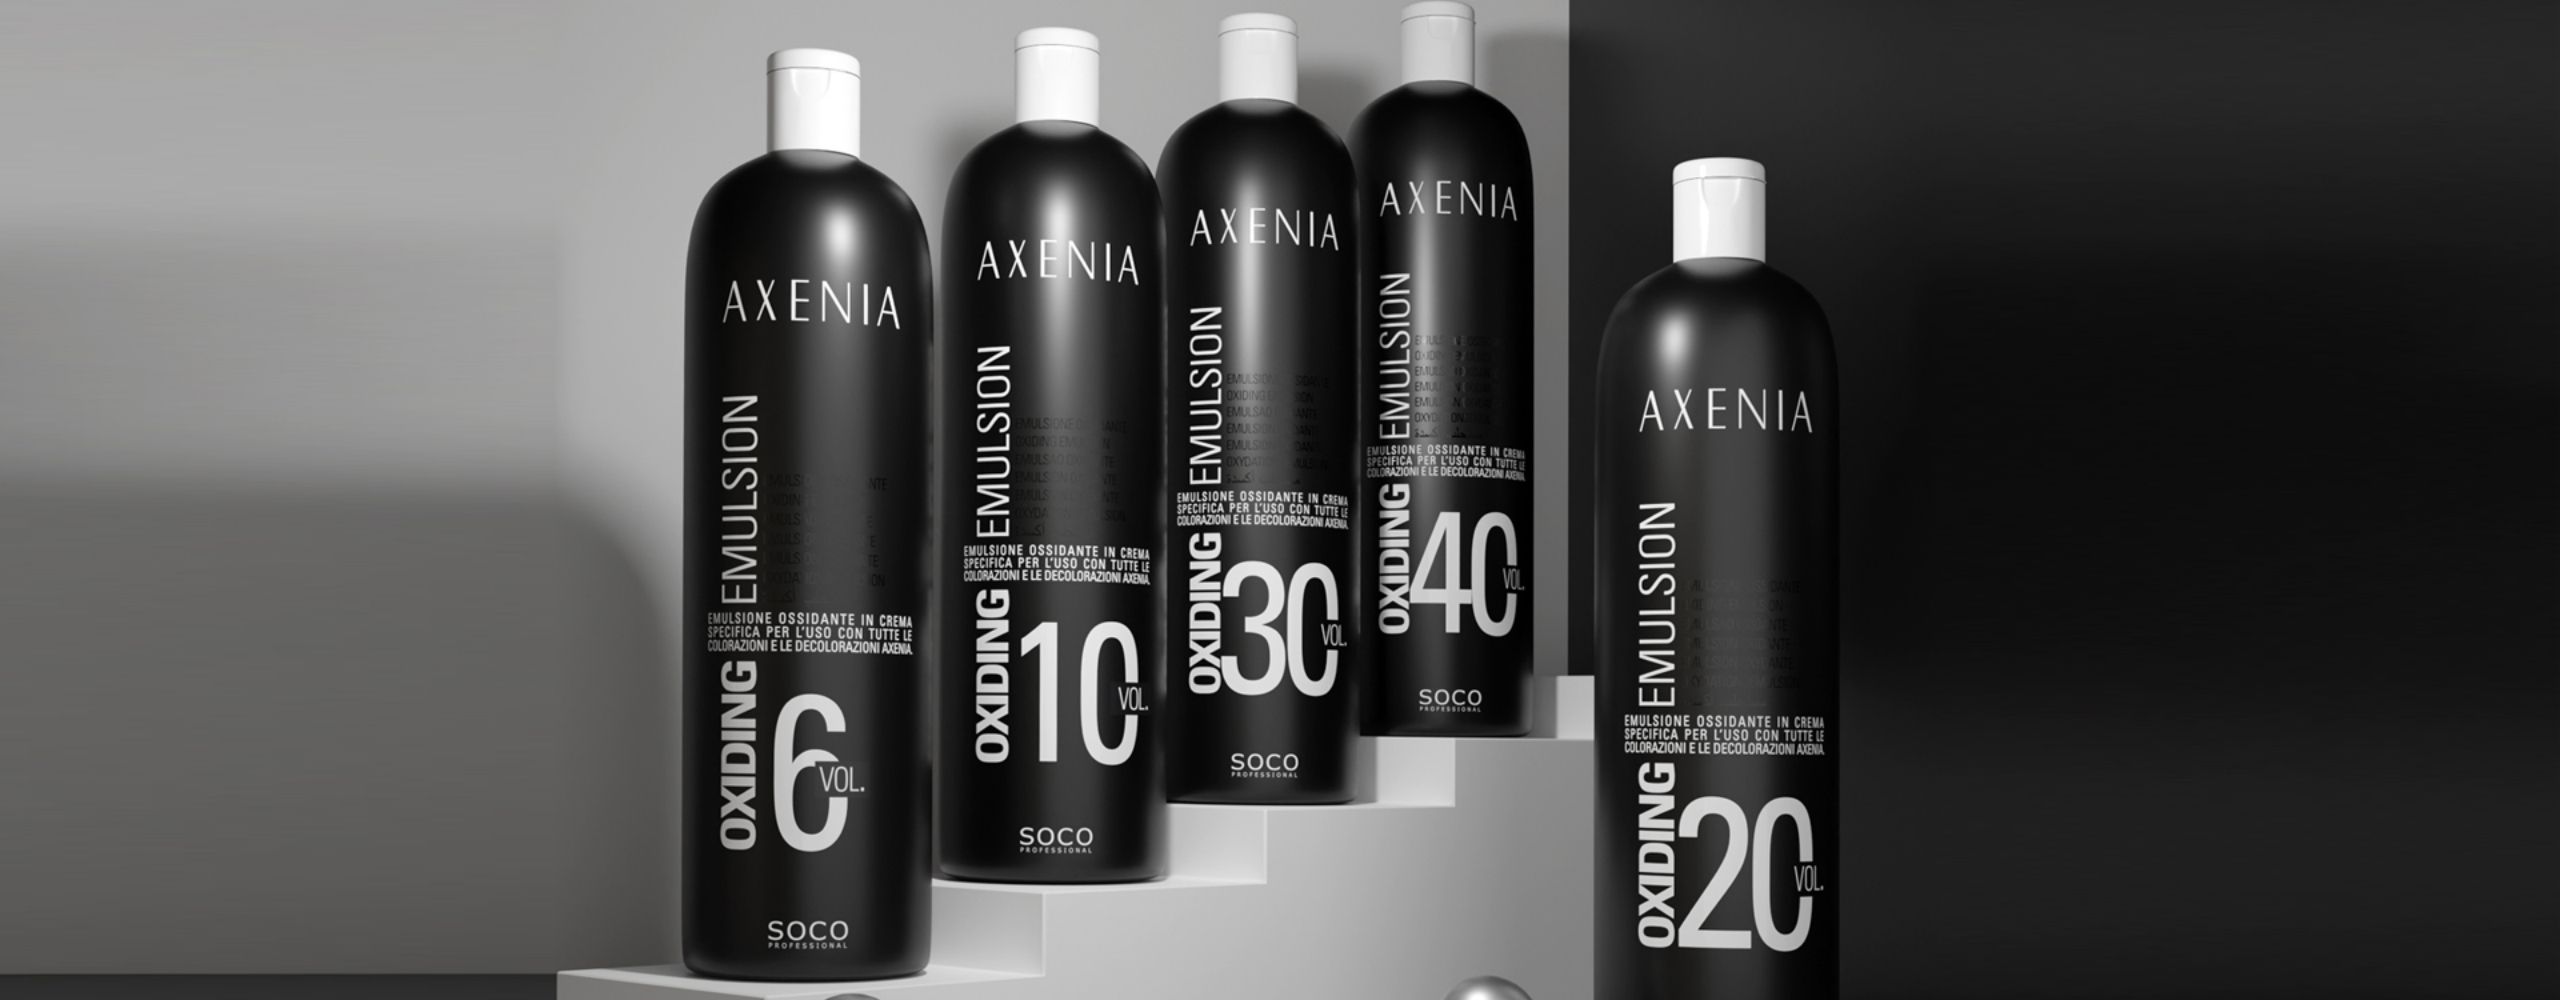 AXENIA
OXIDING EMULSION
EMULSIONE OSSIDANTE IN CREMA
SPECIFICA PER L'USO CON TUTTE LE
COLORAZIONI E LE DECOLORAZIONI AXENIA.
6 VOL.
SOCO
PROFESSIONAL
AXENIA
OXIDING EMULSION
EMULSIONE OSSIDANTE IN CREMA
SPECIFICA PER L'USO CON TUTTE LE
COLORAZIONI E LE DECOLORAZIONI AXENIA.
10 VOL.
SOCO
PROFESSIONAL
AXENIA
OXIDING EMULSION
EMULSIONE OSSIDANTE IN CREMA
SPECIFICA PER L'USO CON TUTTE LE
COLORAZIONI E LE DECOLORAZIONI AXENIA.
30 VOL.
SOCO
PROFESSIONAL
AXENIA
OXIDING EMULSION
EMULSIONE OSSIDANTE IN CREMA
SPECIFICA PER L'USO CON TUTTE LE
COLORAZIONI E LE DECOLORAZIONI AXENIA.
40 VOL.
SOCO
PROFESSIONAL
AXENIA
OXIDING EMULSION
EMULSIONE OSSIDANTE IN CREMA
SPECIFICA PER L'USO CON TUTTE LE
COLORAZIONI E LE DECOLORAZIONI AXENIA.
20 VOL.